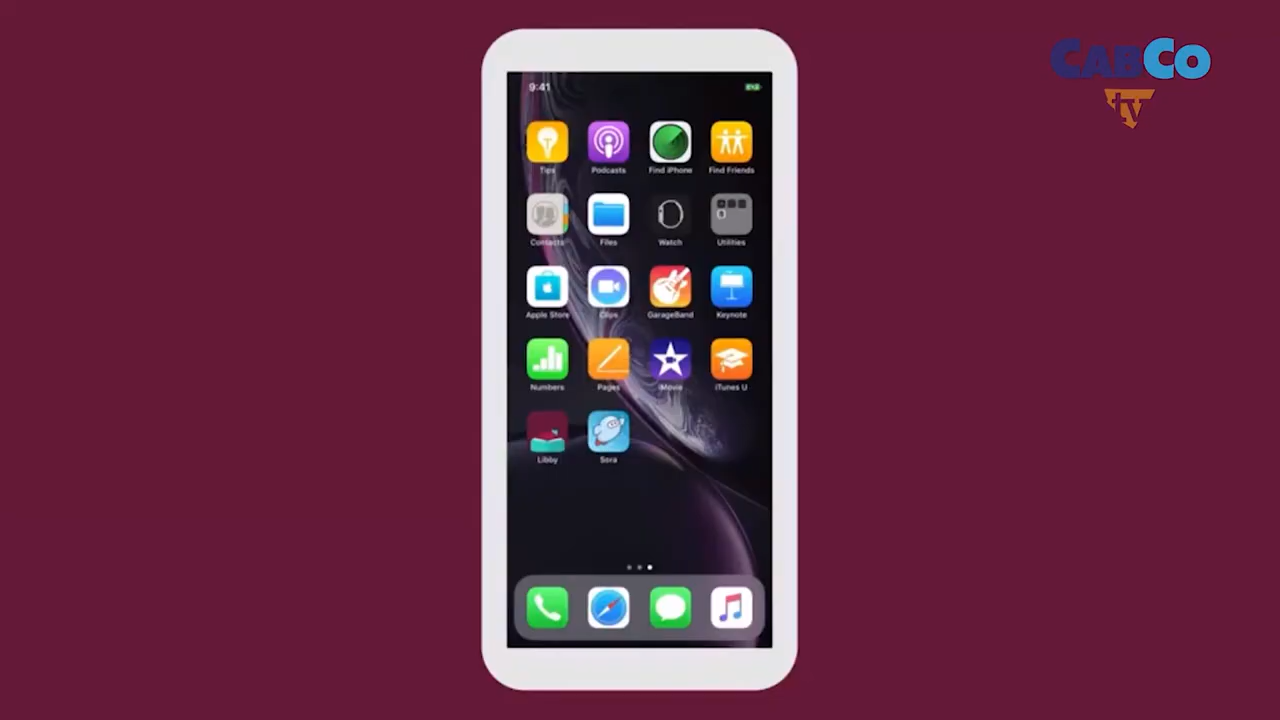 CABCO
tv
9:41
Tips Podcasts Find iPhone Find Friends
Contacts Files Watch Utilities
Apple Store Clips GarageBand Keynote
Numbers Pages iMovie iTunes U
Libby Sora